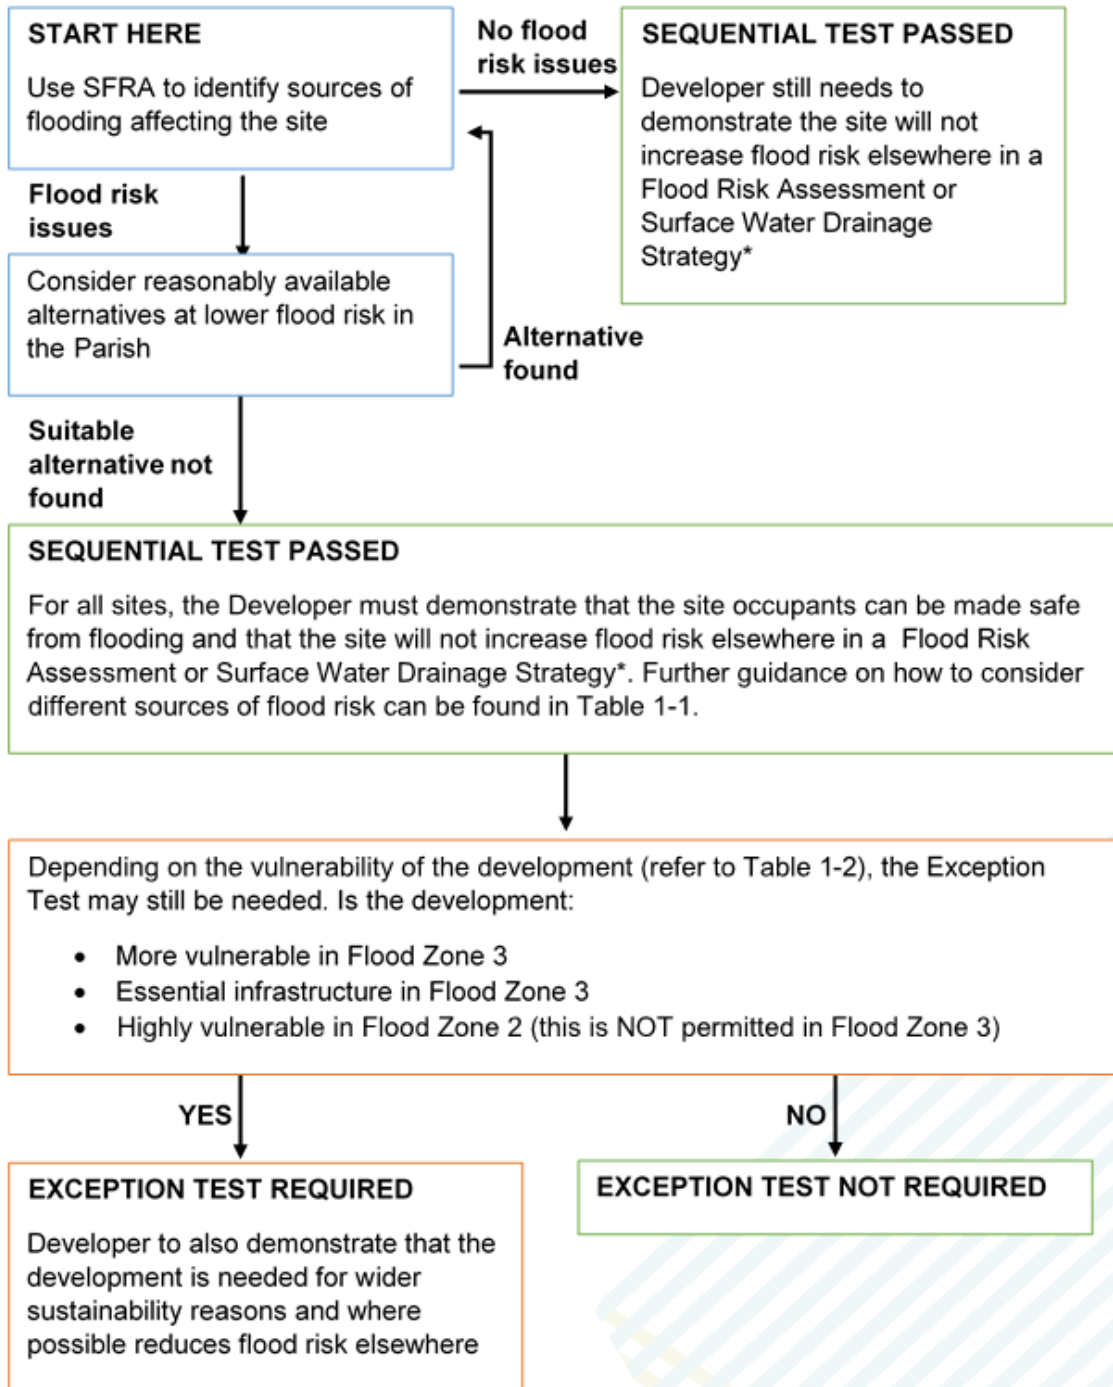 START HERE
Use SFRA to identify sources of
flooding affecting the site
No flood
risk issues
SEQUENTIAL TEST PASSED
Developer still needs to
demonstrate the site will not
increase flood risk elsewhere in a
Flood Risk Assessment or
Surface Water Drainage
Strategy*
Flood risk
issues
Consider reasonably available
alternatives at lower flood risk in
the Parish
Alternative
found
Suitable
alternative not
found
SEQUENTIAL TEST PASSED
For all sites, the Developer must demonstrate that the site occupants can be made safe
from flooding and that the site will not increase flood risk elsewhere in a Flood Risk
Assessment or Surface Water Drainage Strategy*. Further guidance on how to consider
different sources of flood risk can be found in Table 1-1.
Depending on the vulnerability of the development (refer to Table 1-2), the Exception
Test may still be needed. Is the development:
• More vulnerable in Flood Zone 3
• Essential infrastructure in Flood Zone 3
• Highly vulnerable in Flood Zone 2 (this is NOT permitted in Flood Zone 3)
YES
NO
EXCEPTION TEST REQUIRED
Developer to also demonstrate that the
development is needed for wider
sustainability reasons and where
possible reduces flood risk elsewhere
EXCEPTION TEST NOT REQUIRED